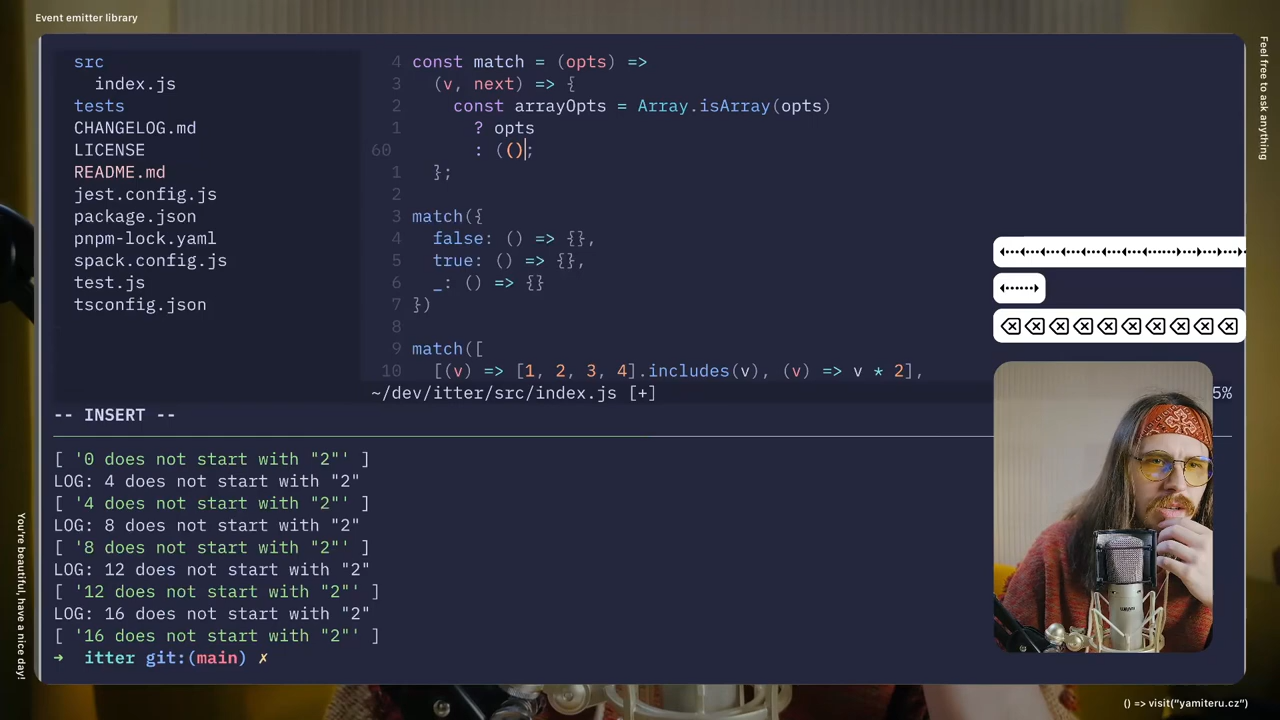 Event emitter library
Feel free to ask anything
src
index.js
tests
CHANGELOG.md
LICENSE
README.md
jest.config.js
package.json
pnpm-lock.yaml
spack.config.js
test.js
tsconfig.json
4 const match = (opts) =>
3 (v, next) => {
2 const arrayOpts = Array.isArray(opts)
1 ? opts
60 : (();
1 };
2
3 match({
4 false: () => {},
5 true: () => {},
6 _: () => {}
7 })
8
9 match([
10 [(v) => [1, 2, 3, 4].includes(v), (v) => v * 2],
~/dev/itter/src/index.js [+]
5%
-- INSERT --
[ '0 does not start with "2"' ]
LOG: 4 does not start with "2"
[ '4 does not start with "2"' ]
LOG: 8 does not start with "2"
[ '8 does not start with "2"' ]
LOG: 12 does not start with "2"
[ '12 does not start with "2"' ]
LOG: 16 does not start with "2"
[ '16 does not start with "2"' ]
→ itter git:(main) ✗
You're beautiful, have a nice day!
() => visit("yamiteru.cz")